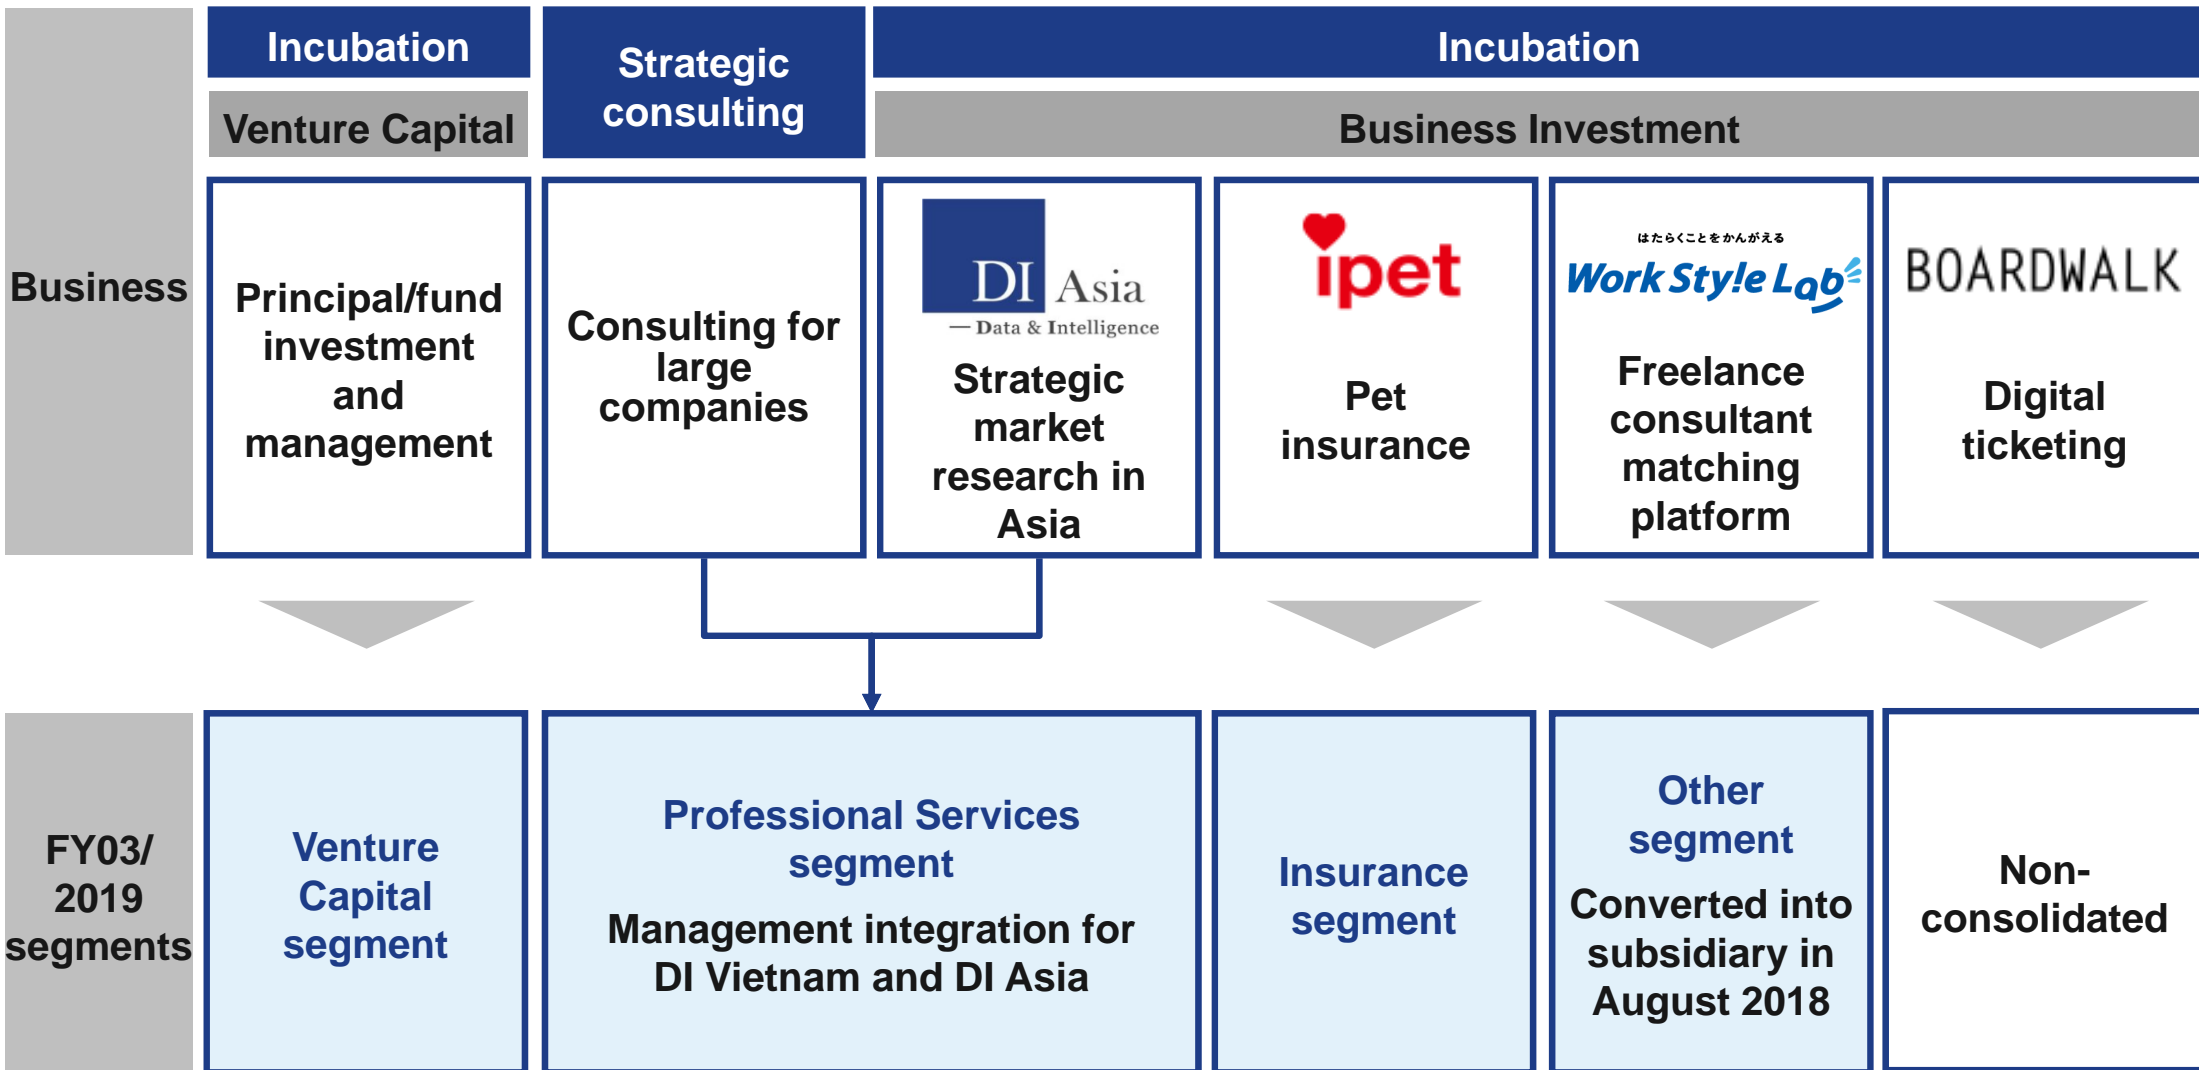 Incubation
Strategic
consulting
Incubation
Venture Capital
Business Investment
Business
Principal/fund
investment
and
management
Consulting for
large
companies
DI Asia
— Data & Intelligence
Strategic
market
research in
Asia
ipet
Pet
insurance
はたらくことをかんがえる
Work Style Lab
Freelance
consultant
matching
platform
BOARDWALK
Digital
ticketing
FY03/
2019
segments
Venture
Capital
segment
Professional Services
segment
Management integration for
DI Vietnam and DI Asia
Insurance
segment
Other
segment
Converted into
subsidiary in
August 2018
Non-
consolidated